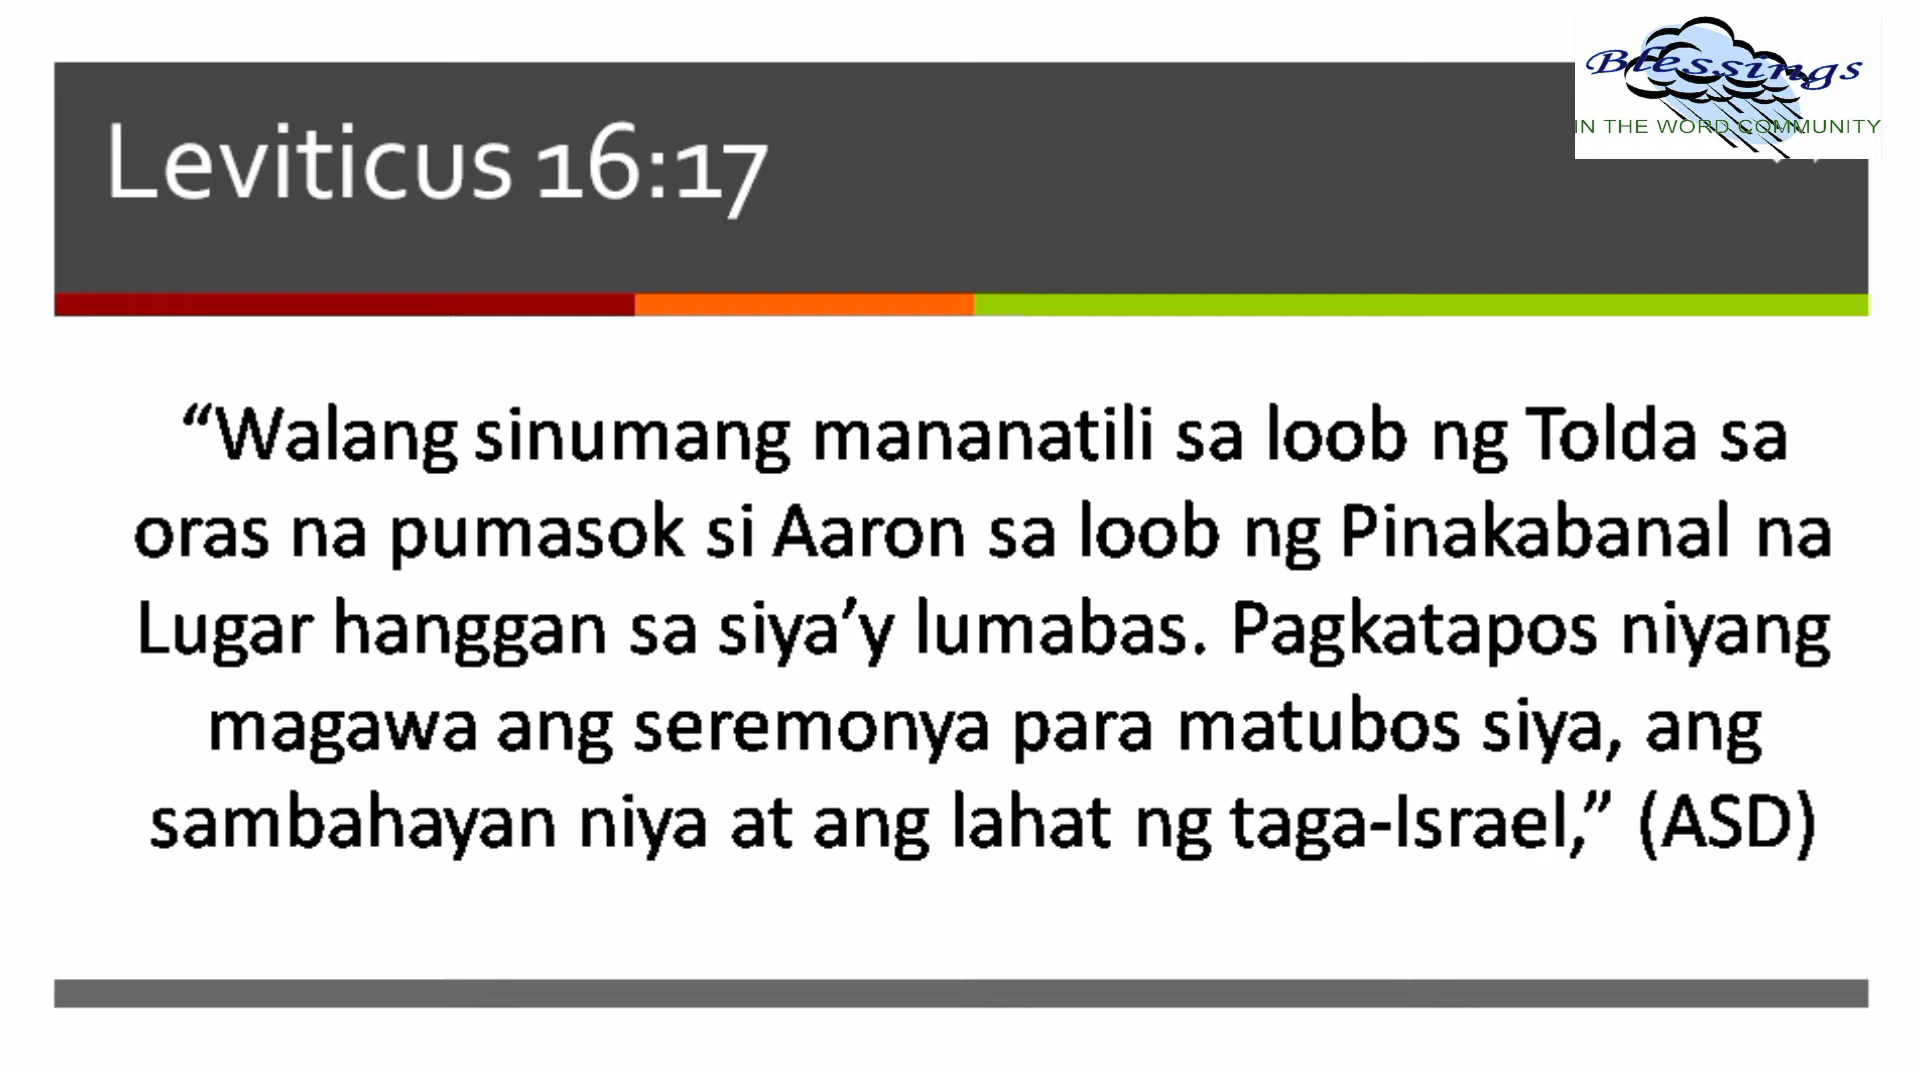 Blessings
IN THE WORD COMMUNITY
Leviticus 16:17
“Walang sinumang mananatili sa loob ng Tolda sa
oras na pumasok si Aaron sa loob ng Pinakabanal na
Lugar hanggan sa siya’y lumabas. Pagkatapos niyang
magawa ang seremonya para matubos siya, ang
sambahayan niya at ang lahat ng taga-Israel,” (ASD)